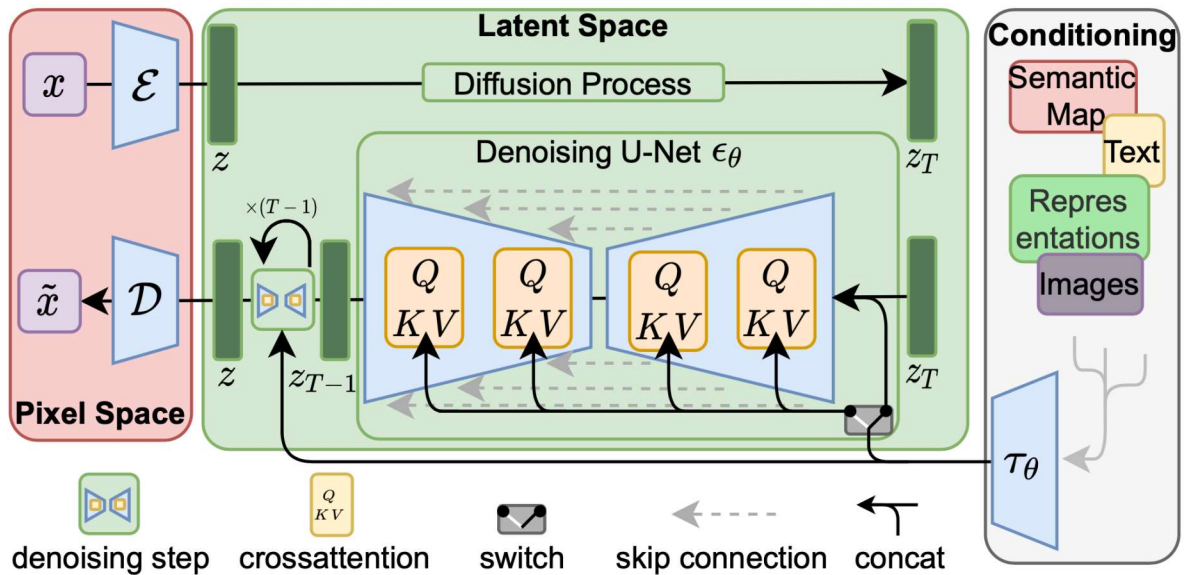 Latent Space
Conditioning
x
ℰ
Diffusion Process
Semantic
Map
z
Denoising U-Net ϵ_θ
z_T
Text
×(T−1)
Repres
entations
x̃
𝒟
Q
KV
Q
KV
Q
KV
Q
KV
Images
z
z_{T−1}
z_T
Pixel Space
τ_θ
Q
KV
denoising step
crossattention
switch
skip connection
concat